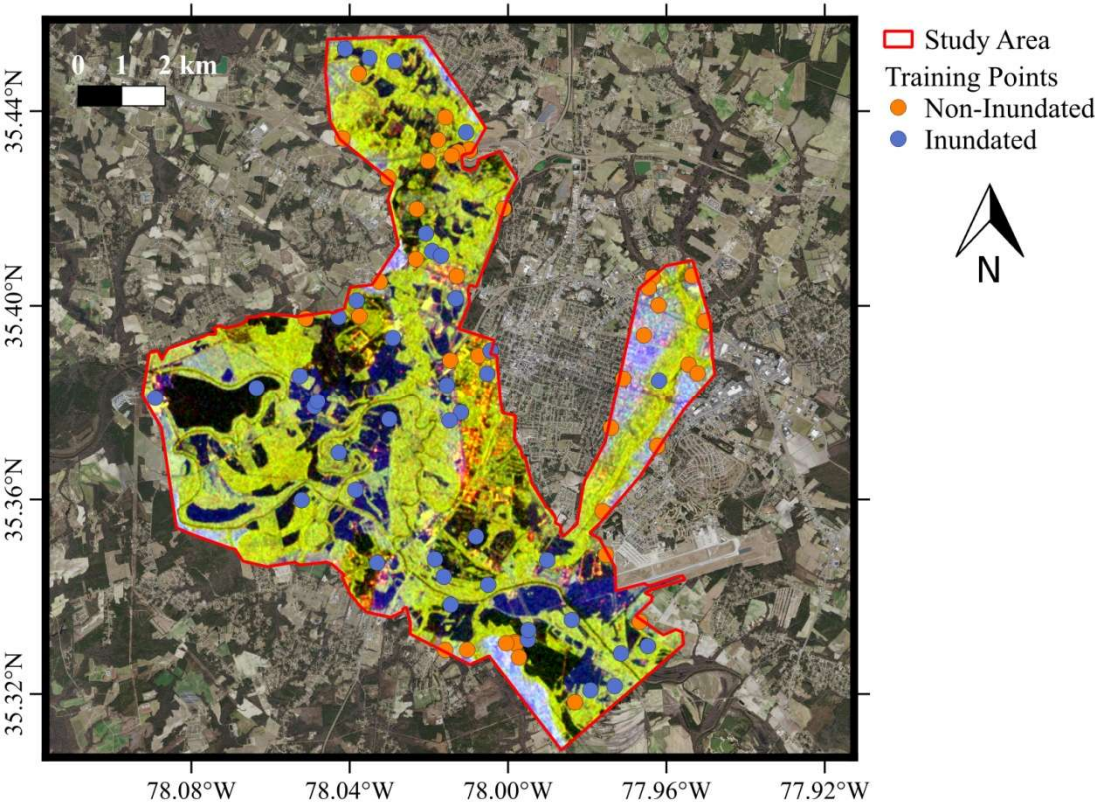 0 1 2 km
Study Area
Training Points
Non-Inundated
Inundated
N
35.44°N
35.40°N
35.36°N
35.32°N
78.08°W 78.04°W 78.00°W 77.96°W 77.92°W